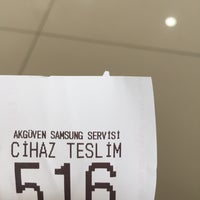 AKGÜVEN SAMSUNG SERVİSİ
CİHAZ TESLİM
516